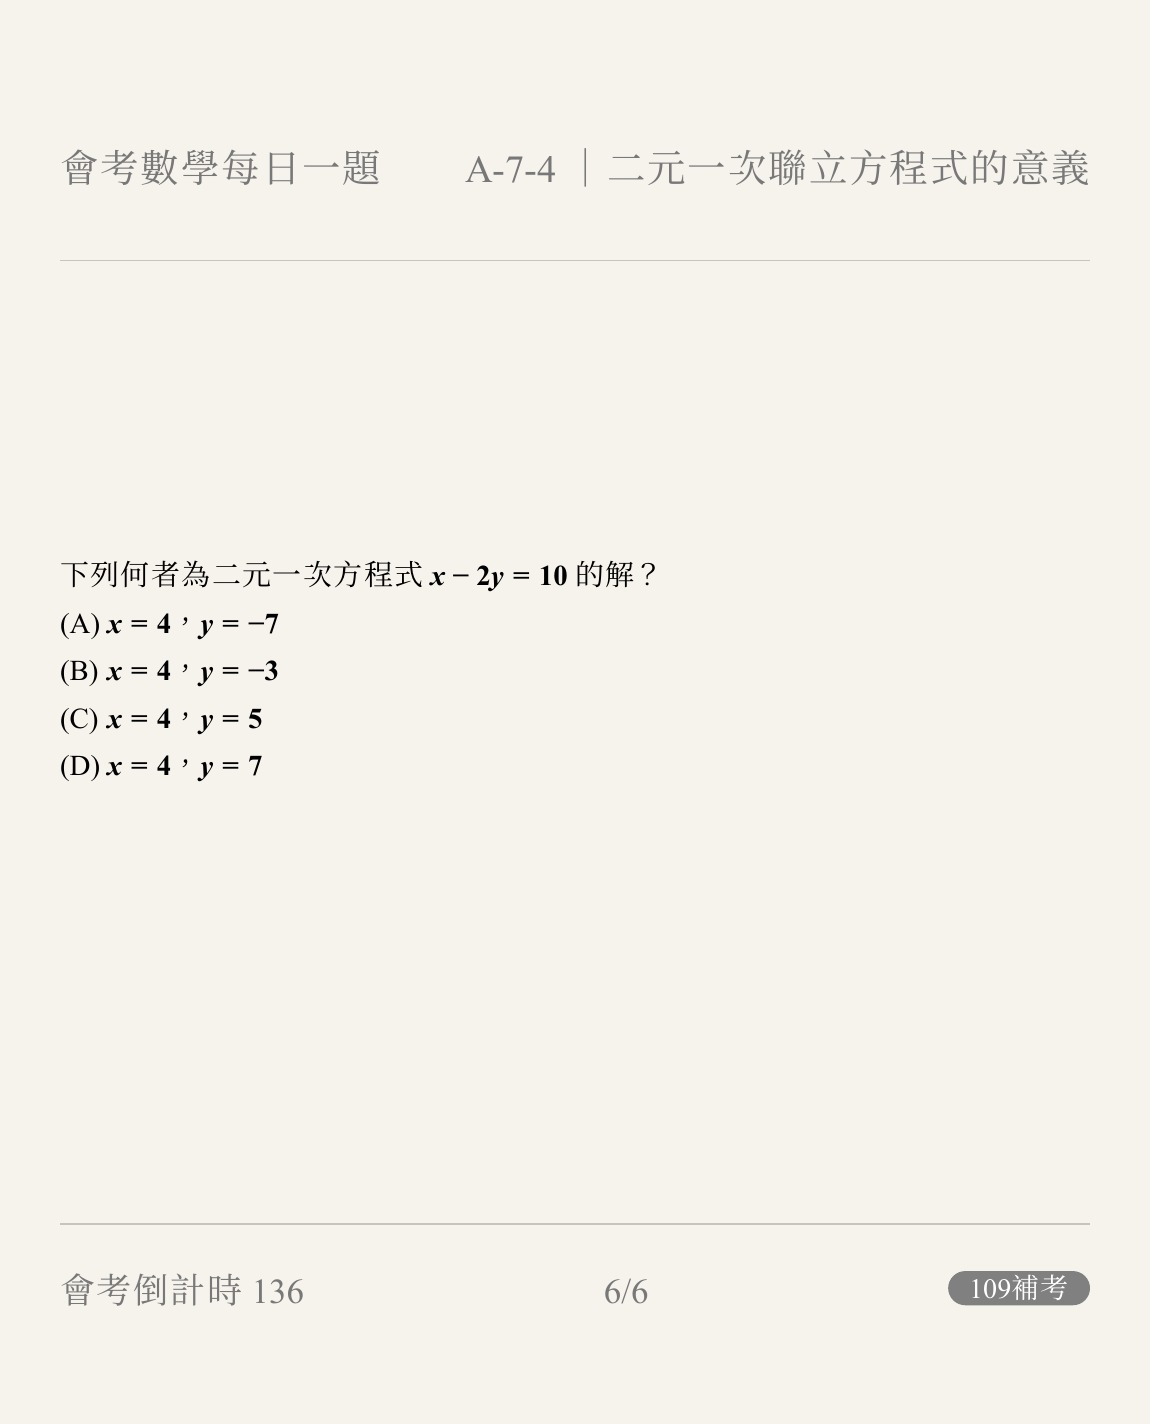 會考數學每日一題
A-7-4｜二元一次聯立方程式的意義
下列何者為二元一次方程式 x − 2y = 10 的解？
(A) x = 4，y = −7
(B) x = 4，y = −3
(C) x = 4，y = 5
(D) x = 4，y = 7
會考倒計時 136
6/6
109補考